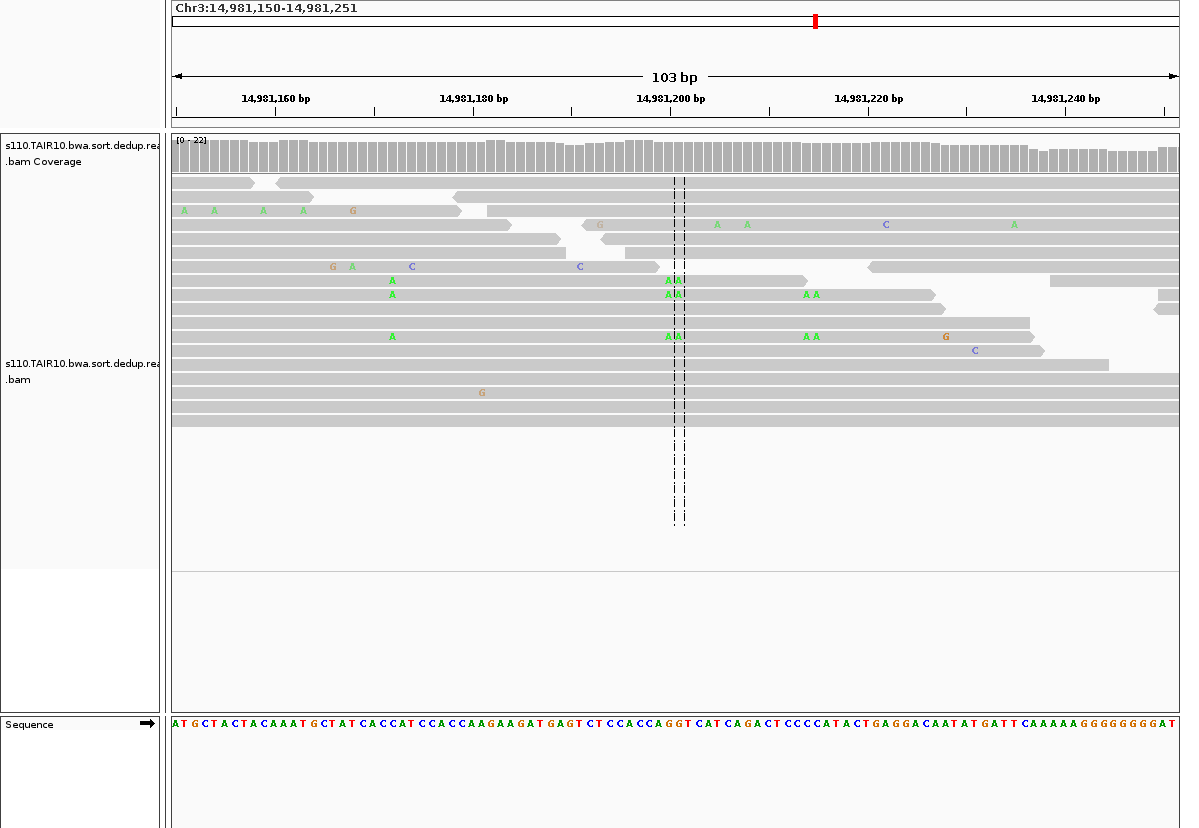 Chr3:14,981,150-14,981,251
103 bp
14,981,160 bp 14,981,180 bp 14,981,200 bp 14,981,220 bp 14,981,240 bp
s110.TAIR10.bwa.sort.dedup.rea
.bam Coverage
[0 - 22]
A A A A G
G A A C A
G A C C
A A A
A A A A A
A A A A A G
C
s110.TAIR10.bwa.sort.dedup.rea
.bam
G
Sequence
A T G C T A C T A C A A A T G C T A T C A C C A T C C A C C A A G A A G A T G A G T C T C C A C C A G G T C A T C A G A C T C C C C A T A C T G A G G A C A A T A T G A T T C A A A A A G G G G G G G G A T